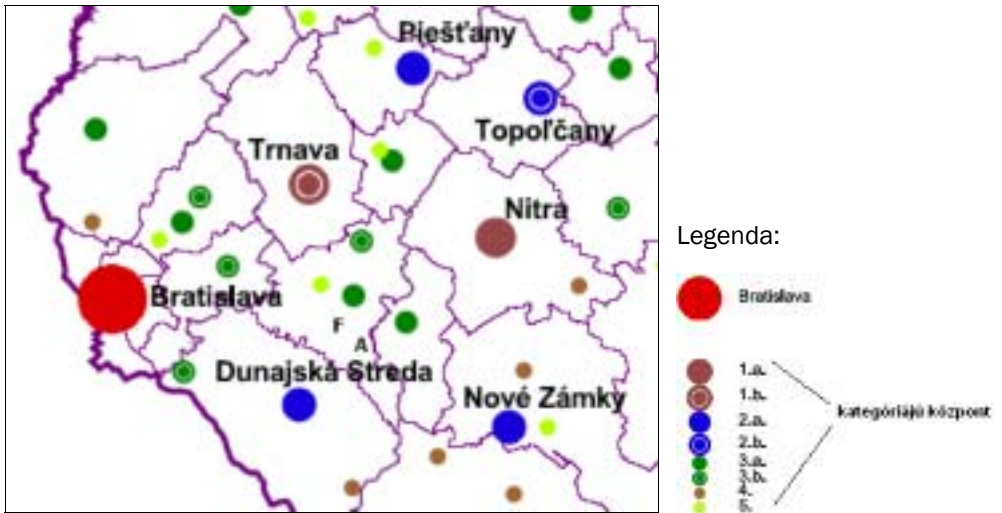 Piešťany
Topoľčany
Trnava
Nitra
Bratislava
F
A
Dunajská Streda
Nové Zámky
Legenda:
Bratislava
1.a.
1.b.
kategóriájú központ
2.a.
2.b.
3.a.
3.b.
4.
5.